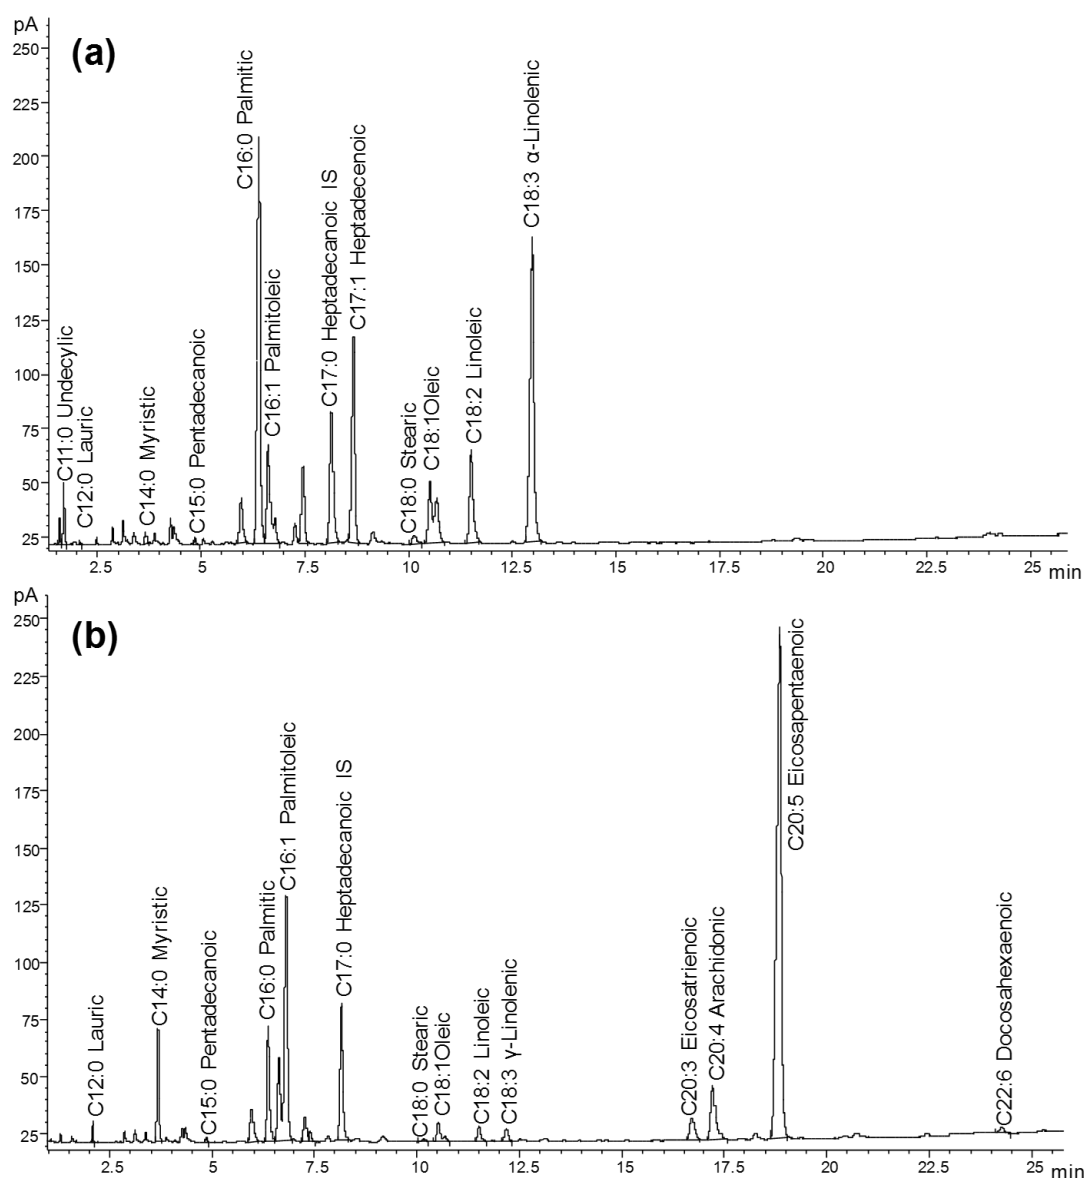 pA
(a)
250
225
200
175
150
125
100
75
50
25
C11:0 Undecylic
C12:0 Lauric
C14:0 Myristic
C15:0 Pentadecanoic
C16:0 Palmitic
C16:1 Palmitoleic
C17:0 Heptadecanoic IS
C17:1 Heptadecenoic
C18:0 Stearic
C18:1Oleic
C18:2 Linoleic
C18:3 α-Linolenic
2.5 5 7.5 10 12.5 15 17.5 20 22.5 25 min
pA
(b)
250
225
200
175
150
125
100
75
50
25
C12:0 Lauric
C14:0 Myristic
C15:0 Pentadecanoic
C16:0 Palmitic
C16:1 Palmitoleic
C17:0 Heptadecanoic IS
C18:0 Stearic
C18:1Oleic
C18:2 Linoleic
C18:3 γ-Linolenic
C20:3 Eicosatrienoic
C20:4 Arachidonic
C20:5 Eicosapentaenoic
C22:6 Docosahexaenoic
2.5 5 7.5 10 12.5 15 17.5 20 22.5 25 min